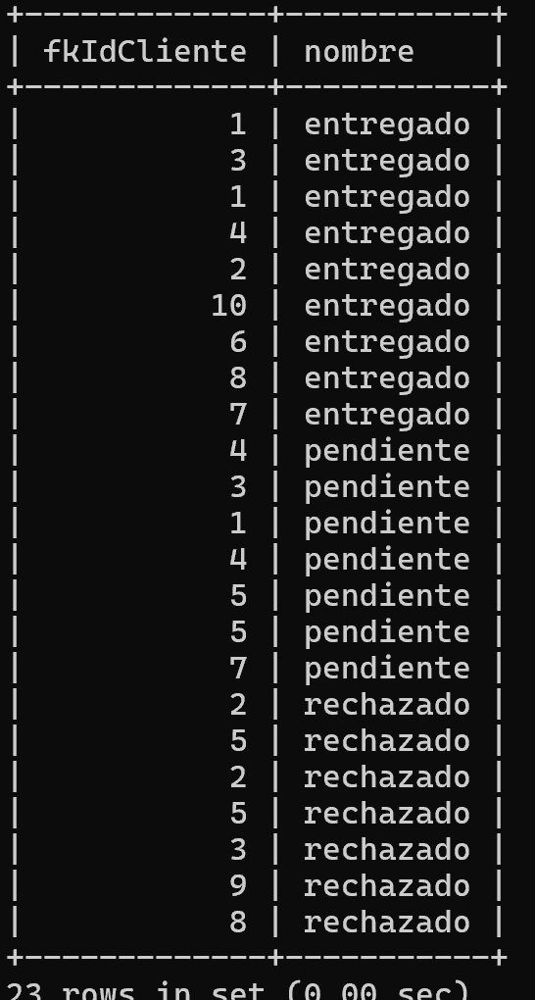 +-------------+-----------+
| fkIdCliente | nombre    |
+-------------+-----------+
|           1 | entregado |
|           3 | entregado |
|           1 | entregado |
|           4 | entregado |
|           2 | entregado |
|          10 | entregado |
|           6 | entregado |
|           8 | entregado |
|           7 | entregado |
|           4 | pendiente |
|           3 | pendiente |
|           1 | pendiente |
|           4 | pendiente |
|           5 | pendiente |
|           5 | pendiente |
|           7 | pendiente |
|           2 | rechazado |
|           5 | rechazado |
|           2 | rechazado |
|           5 | rechazado |
|           3 | rechazado |
|           9 | rechazado |
|           8 | rechazado |
+-------------+-----------+
23 rows in set (0.00 sec)